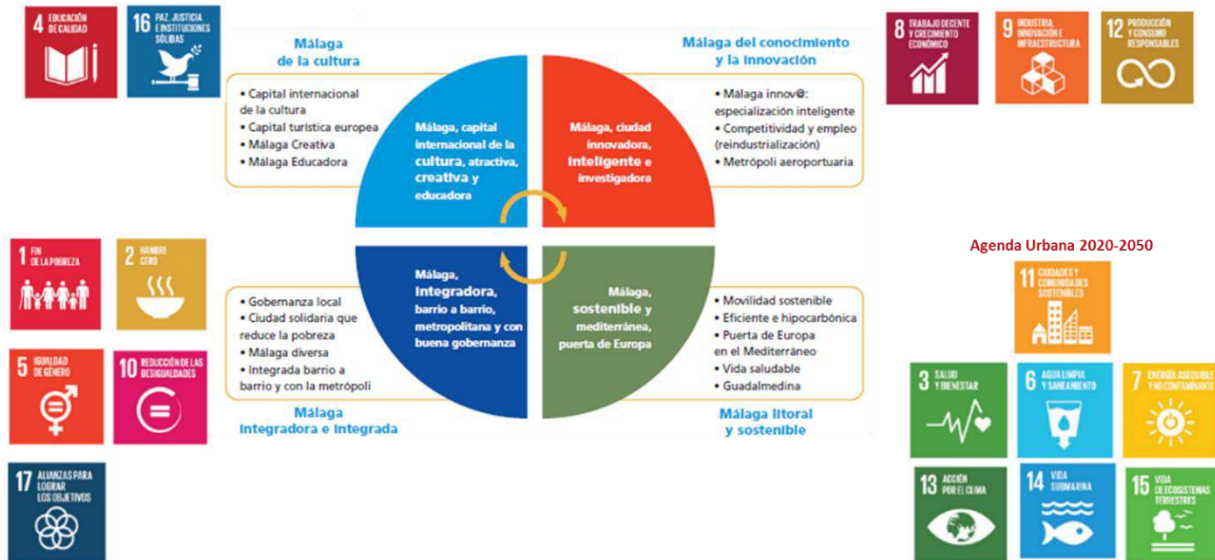 4 EDUCACIÓN
DE CALIDAD
16 PAZ, JUSTICIA
E INSTITUCIONES
SÓLIDAS
Málaga
de la cultura
• Capital internacional
de la cultura
• Capital turística europea
• Málaga Creativa
• Málaga Educadora
Málaga, capital
internacional de la
cultura, atractiva,
creativa y
educadora
Málaga del conocimiento
y la innovación
Málaga, ciudad
innovadora,
inteligente e
investigadora
• Málaga innov@:
especialización inteligente
• Competitividad y empleo
(reindustrialización)
• Metrópoli aeroportuaria
8 TRABAJO DECENTE
Y CRECIMIENTO
ECONÓMICO
9 INDUSTRIA,
INNOVACIÓN E
INFRAESTRUCTURA
12 PRODUCCIÓN
Y CONSUMO
RESPONSABLES
1 FIN
DE LA POBREZA
2 HAMBRE
CERO
5 IGUALDAD
DE GÉNERO
10 REDUCCIÓN DE LAS
DESIGUALDADES
17 ALIANZAS PARA
LOGRAR
LOS OBJETIVOS
• Gobernanza local
• Ciudad solidaria que
reduce la pobreza
• Málaga diversa
• Integrada barrio a
barrio y con la metrópoli
Málaga
integradora e integrada
Málaga,
integradora,
barrio a barrio,
metropolitana y con
buena gobernanza
Málaga,
sostenible y
mediterránea,
puerta de Europa
• Movilidad sostenible
• Eficiente e hipocarbónica
• Puerta de Europa
en el Mediterráneo
• Vida saludable
• Guadalmedina
Málaga litoral
y sostenible
Agenda Urbana 2020-2050
11 CIUDADES Y
COMUNIDADES
SOSTENIBLES
3 SALUD
Y BIENESTAR
6 AGUA LIMPIA
Y SANEAMIENTO
7 ENERGÍA ASEQUIBLE
Y NO CONTAMINANTE
13 ACCIÓN
POR EL CLIMA
14 VIDA
SUBMARINA
15 VIDA
DE ECOSISTEMAS
TERRESTRES